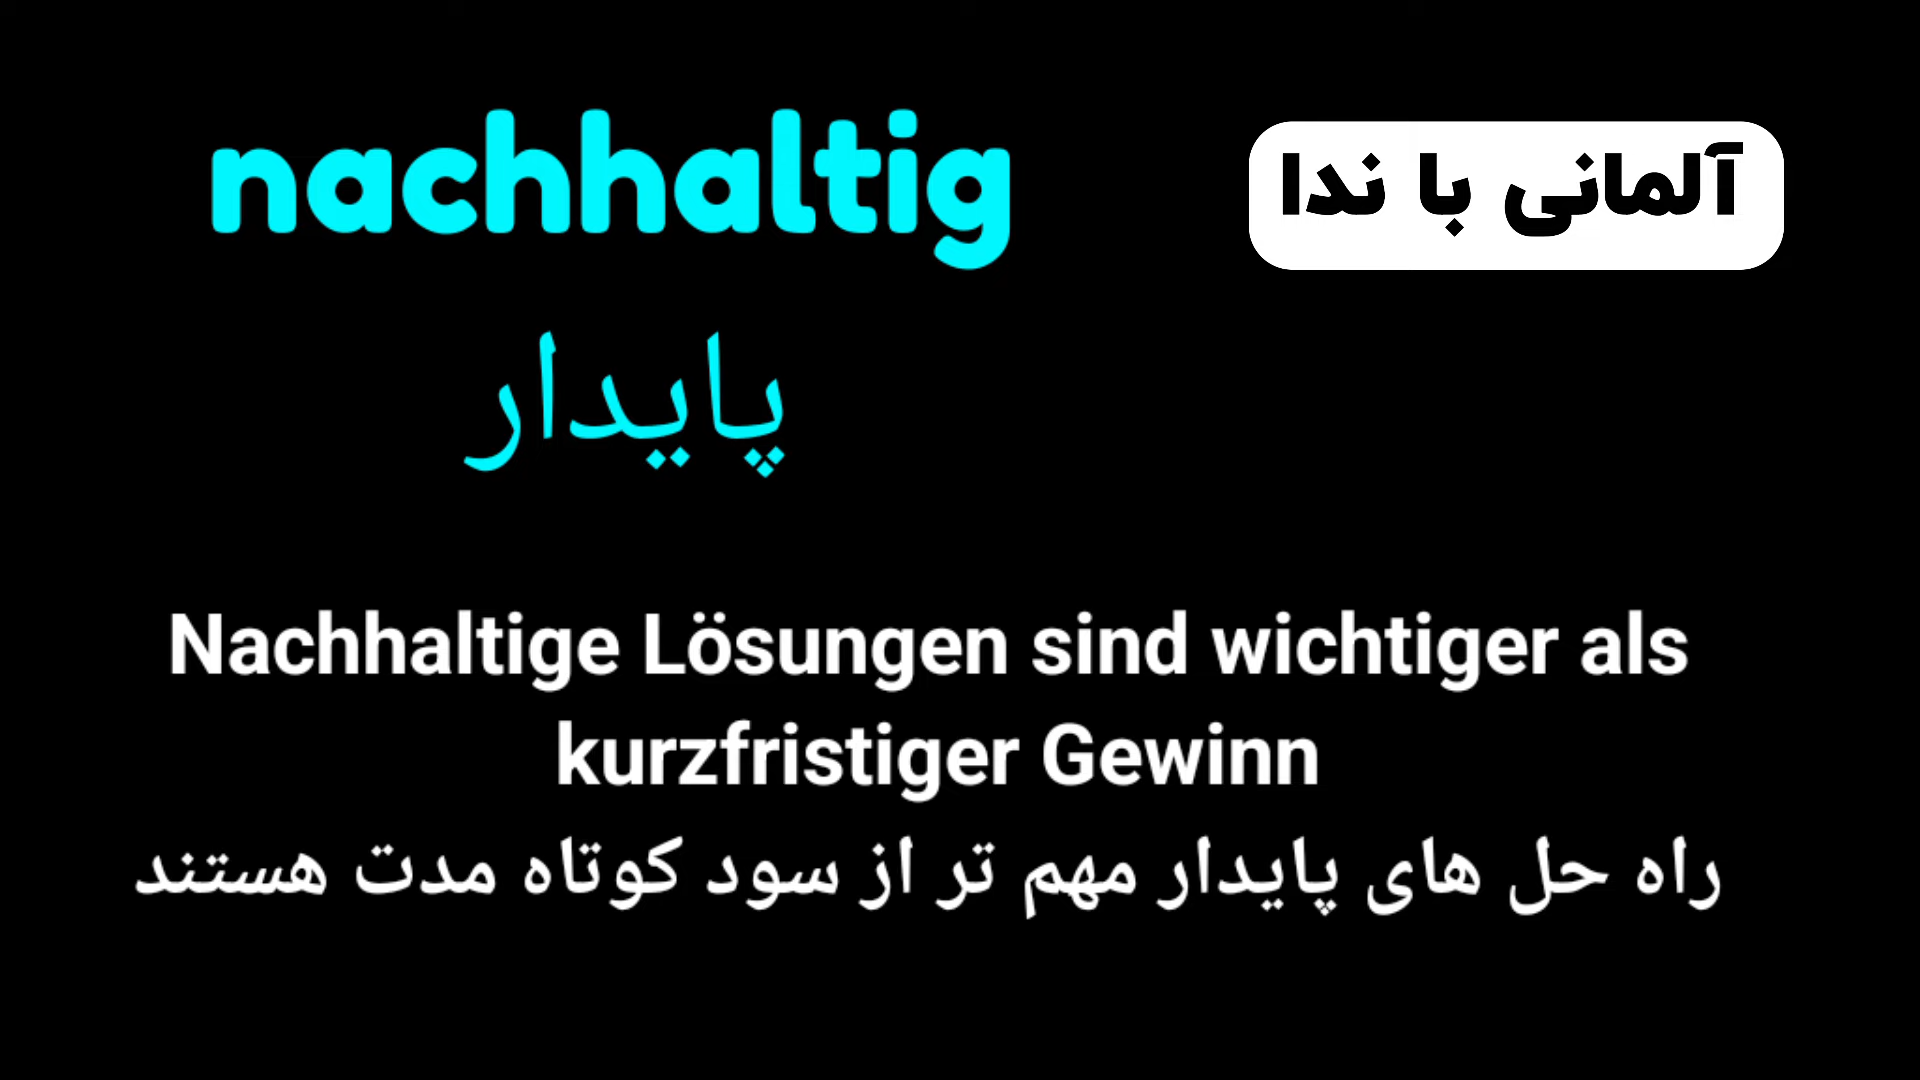 nachhaltig
آلمانی با ندا
پایدار
Nachhaltige Lösungen sind wichtiger als
kurzfristiger Gewinn
راه حل های پایدار مهم تر از سود کوتاه مدت هستند